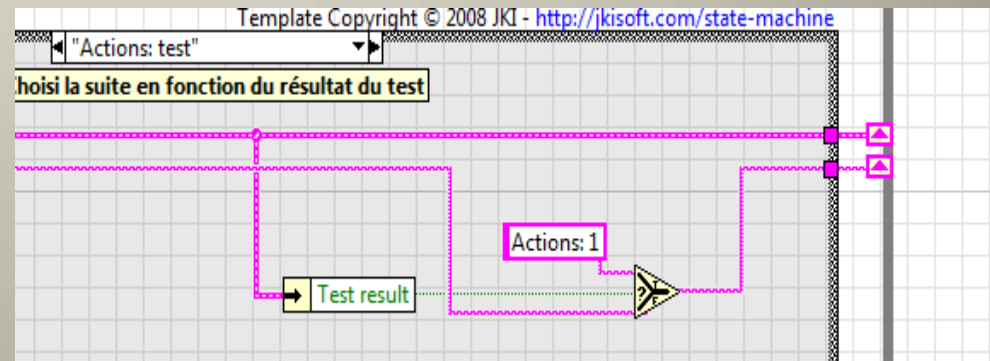 Template Copyright © 2008 JKI - http://jkisoft.com/state-machine
"Actions: test"
hoisi la suite en fonction du résultat du test
Actions: 1
?
Test result